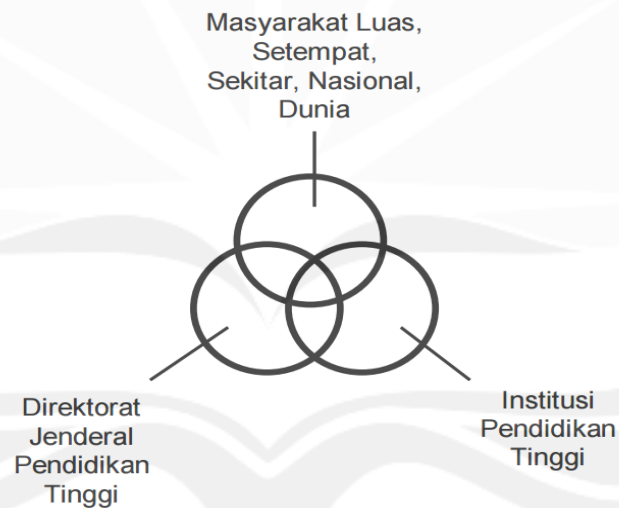 Masyarakat Luas,
Setempat,
Sekitar, Nasional,
Dunia
Direktorat
Jenderal
Pendidikan
Tinggi
Institusi
Pendidikan
Tinggi